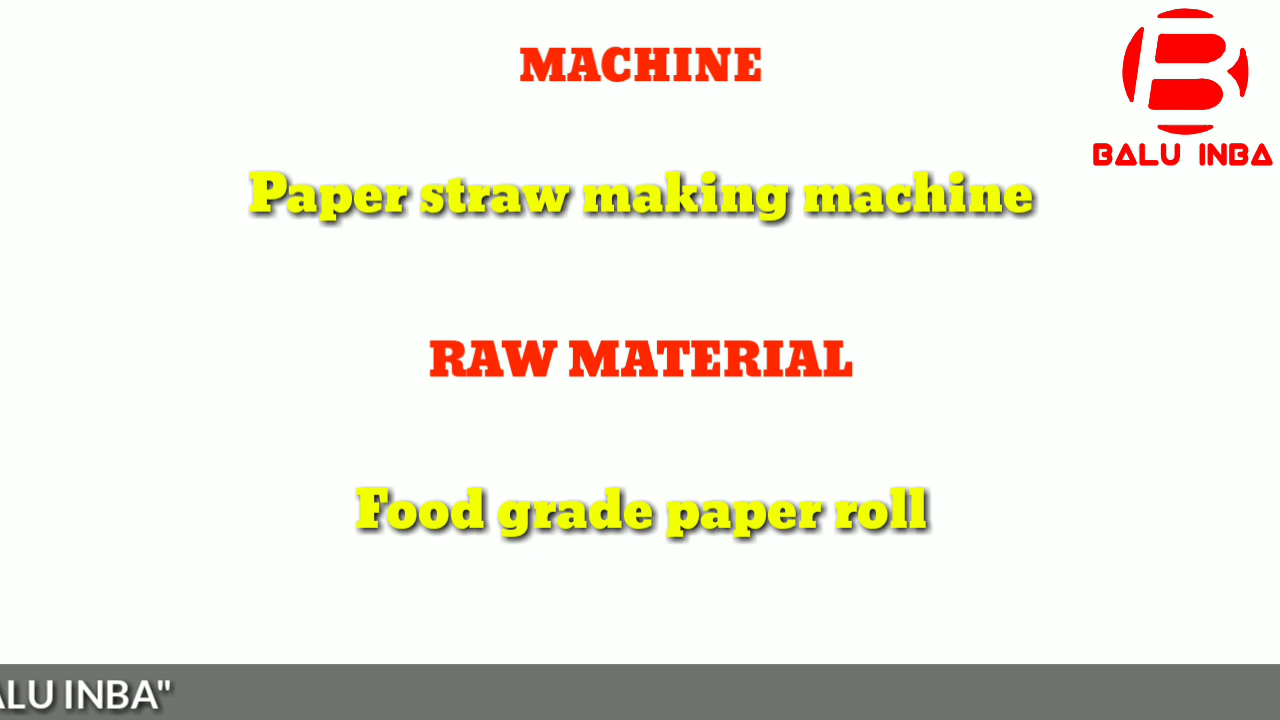 MACHINE
BALU INBA
Paper straw making machine
RAW MATERIAL
Food grade paper roll
ALU INBA"